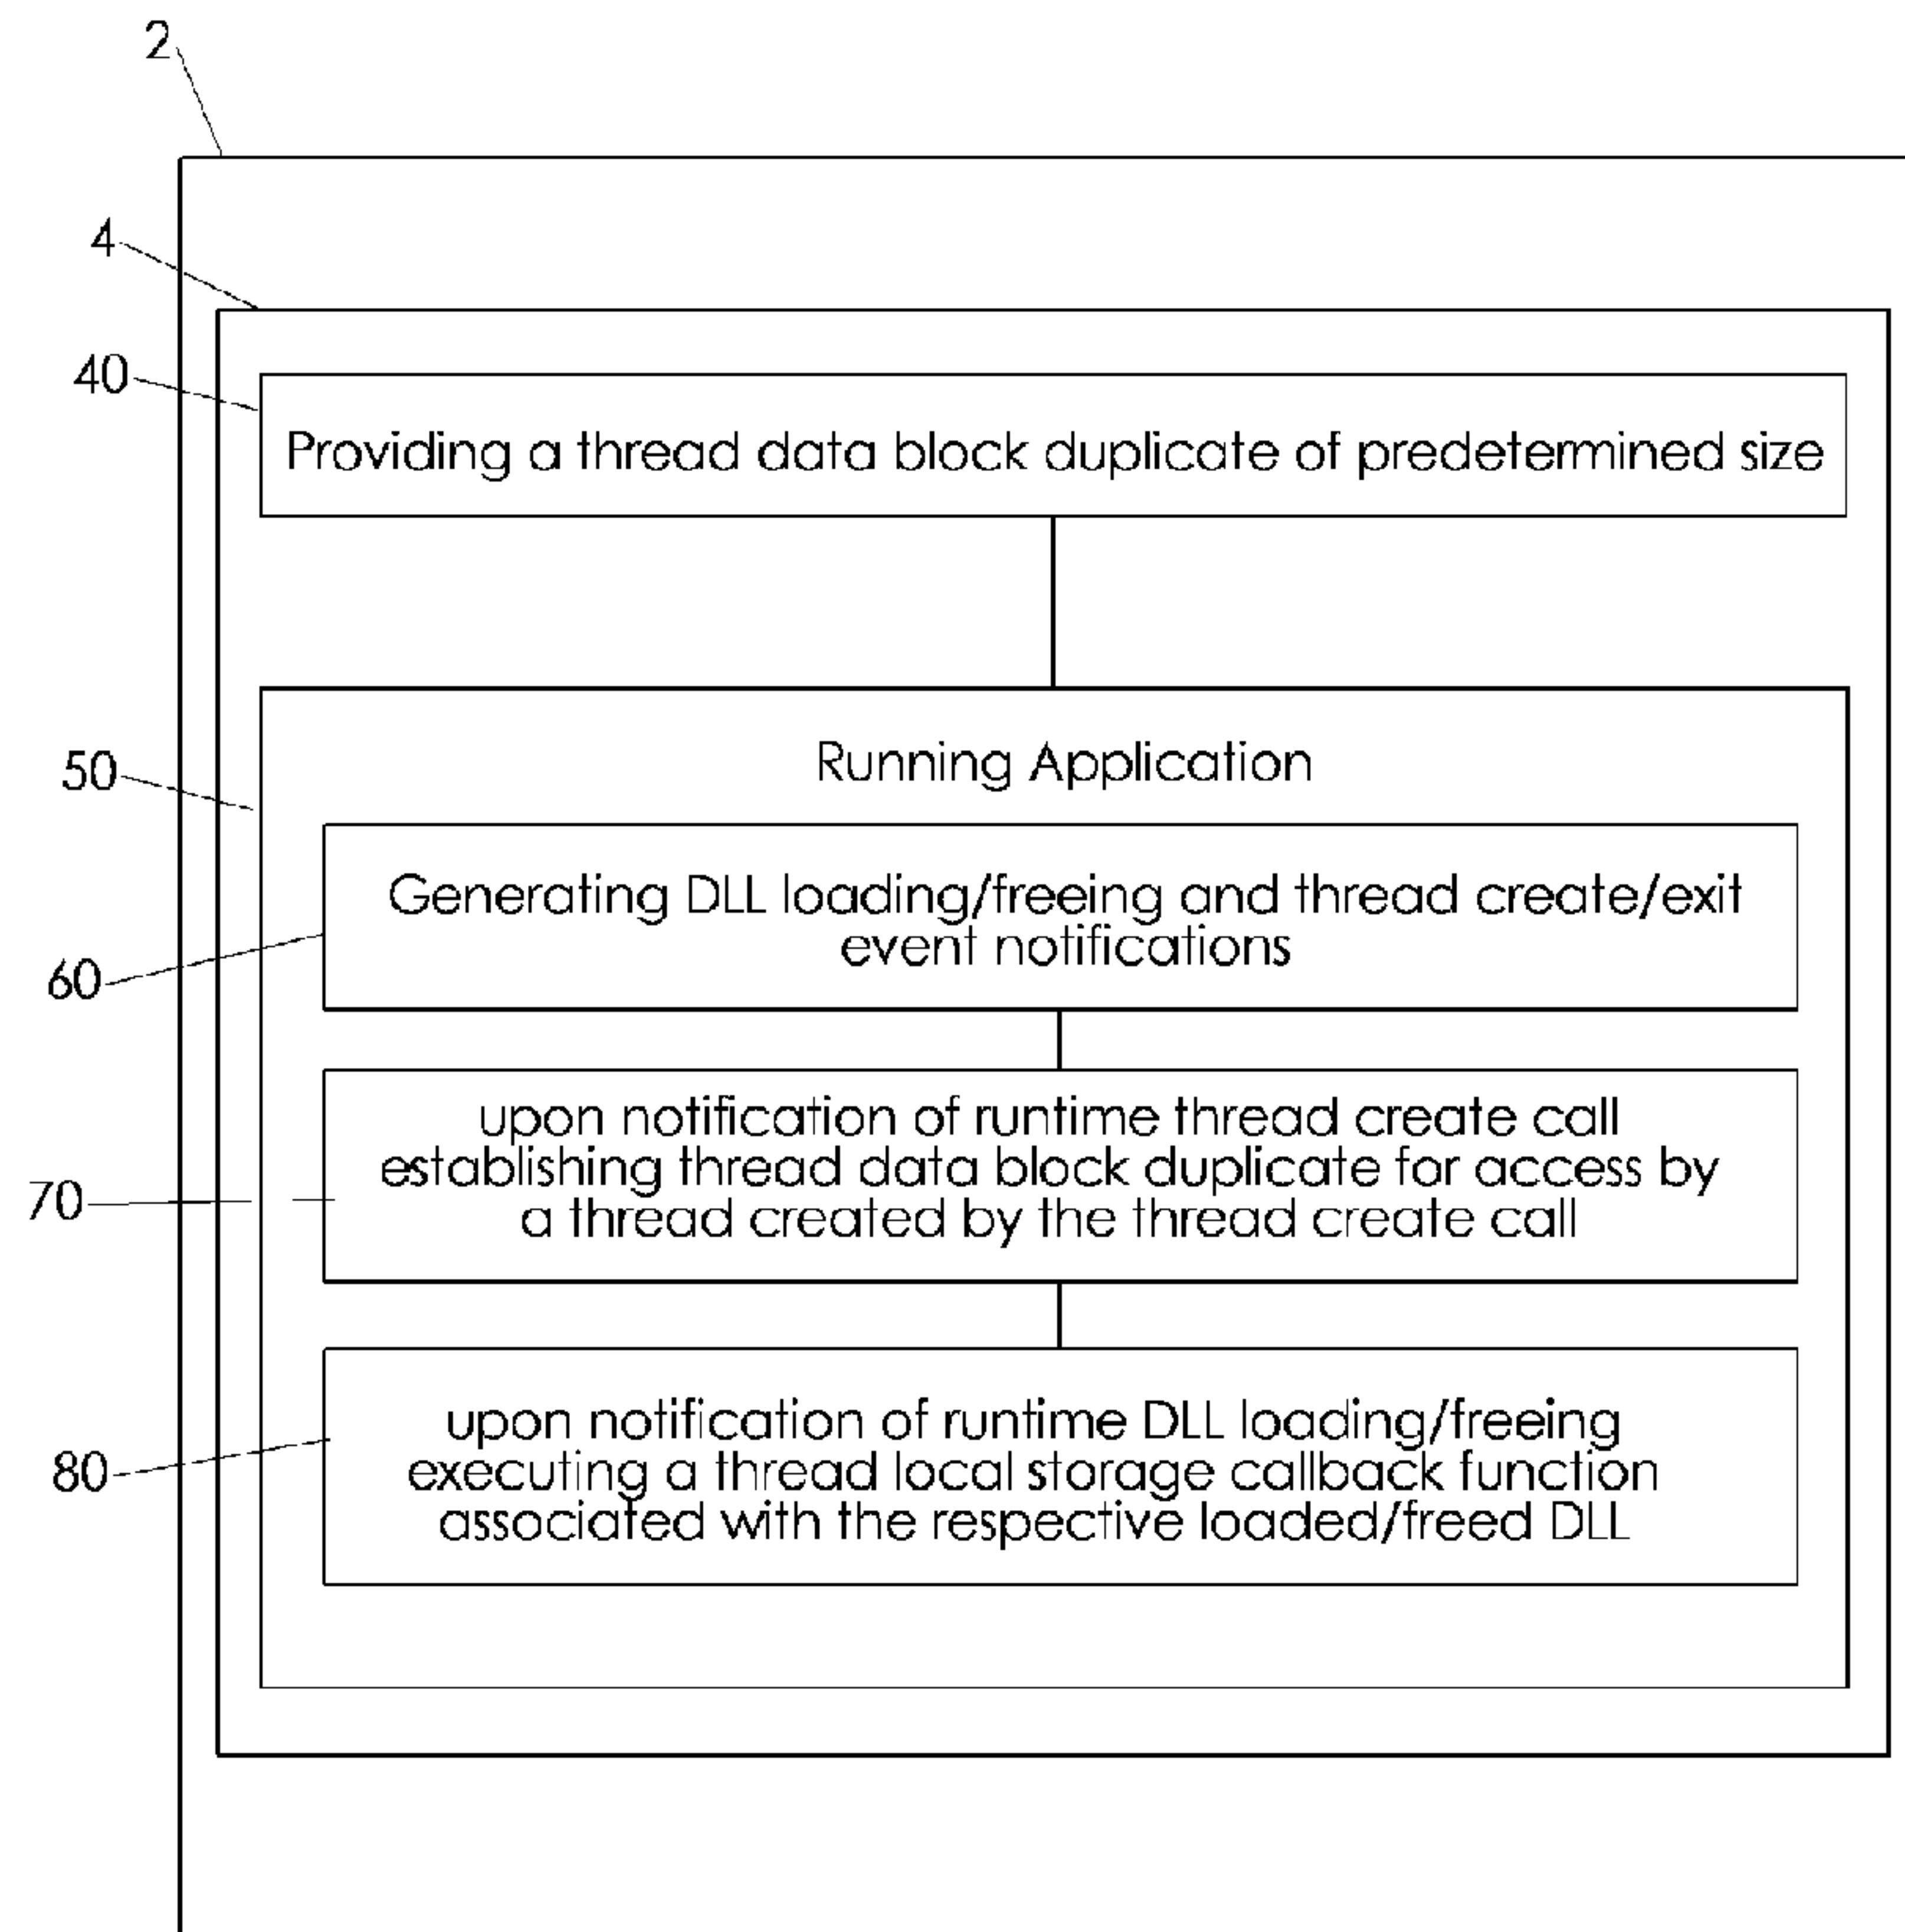 2
4
40
Providing a thread data block duplicate of predetermined size
50
Running Application
Generating DLL loading/freeing and thread create/exit
event notifications
60
upon notification of runtime thread create call
establishing thread data block duplicate for access by
a thread created by the thread create call
70
upon notification of runtime DLL loading/freeing
executing a thread local storage callback function
associated with the respective loaded/freed DLL
80